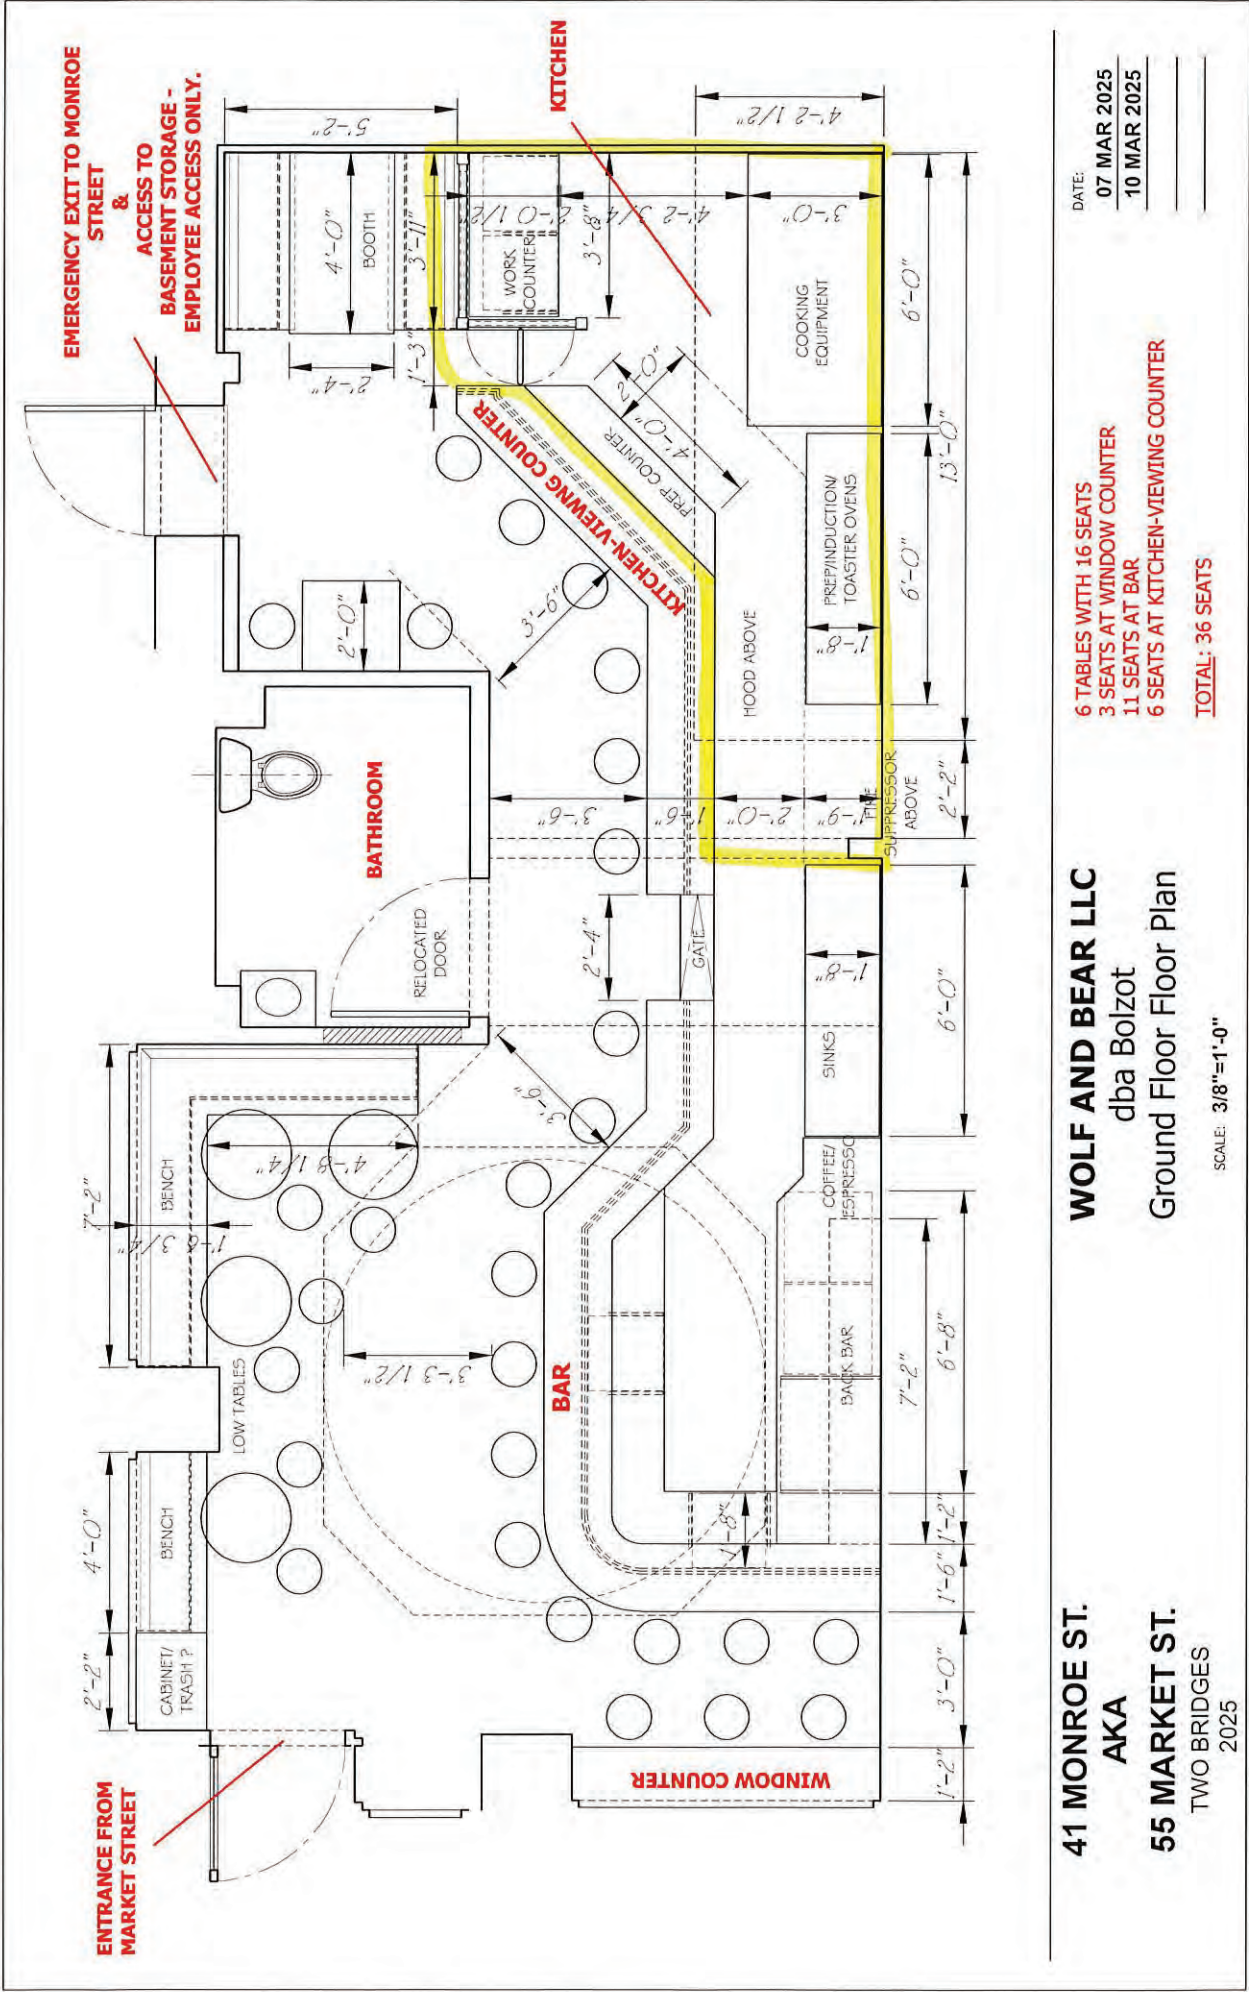 EMERGENCY EXIT TO MONROE
STREET
&
ACCESS TO
BASEMENT STORAGE -
EMPLOYEE ACCESS ONLY.
KITCHEN
ENTRANCE FROM
MARKET STREET
7'-2"
4'-0"
2'-2"
BENCH
BENCH
CABINET/
TRASH ?
LOW TABLES
1'-6 3/4"
4'-8 1/4"
3'-3 1/2"
BATHROOM
RELOCATED
DOOR
2'-0"
5'-2"
4'-0"
BOOTH
2'-4"
3'-11"
1'-3"
WORK
COUNTER
2'-0 1/2"
3'-8"
4'-2 3/4"
4'-2 1/2"
3'-0"
COOKING
EQUIPMENT
6'-0"
KITCHEN-VIEWNG COUNTER
PREP COUNTER
4'-0"
2'-0"
3'-6"
HOOD ABOVE
PREP/INDUCTION/
TOASTER OVENS
1'-8"
6'-0"
13'-0"
3'-6"
1'-6"
2'-0"
1'-9"
FIRE
SUPPRESSOR
ABOVE
2'-2"
2'-4"
GATE
3'-6"
SINKS
1'-8"
6'-0"
COFFEE/
ESPRESSO
BAR
BACK BAR
7'-2"
6'-8"
1'-8"
1'-2"
1'-6"
3'-0"
1'-2"
WINDOW COUNTER
41 MONROE ST.
AKA
55 MARKET ST.
TWO BRIDGES
2025
WOLF AND BEAR LLC
dba Bolzot
Ground Floor Floor Plan
SCALE: 3/8"=1'-0"
6 TABLES WITH 16 SEATS
3 SEATS AT WINDOW COUNTER
11 SEATS AT BAR
6 SEATS AT KITCHEN-VIEWING COUNTER
TOTAL: 36 SEATS
DATE:
07 MAR 2025
10 MAR 2025